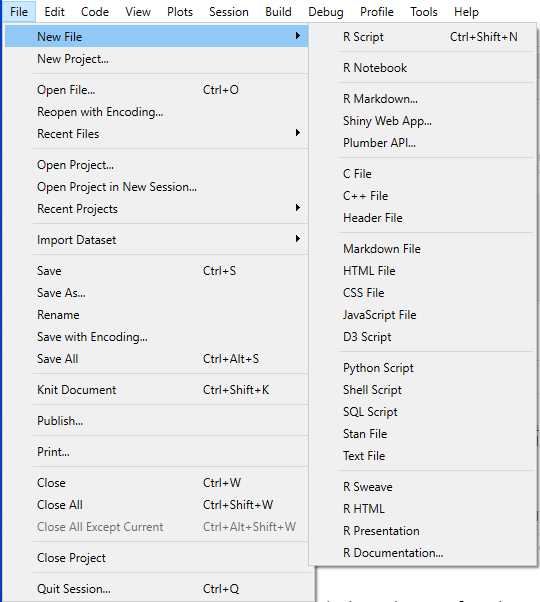 File Edit Code View Plots Session Build Debug Profile Tools Help
New File
New Project...
Open File... Ctrl+O
Reopen with Encoding...
Recent Files
Open Project...
Open Project in New Session...
Recent Projects
Import Dataset
Save Ctrl+S
Save As...
Rename
Save with Encoding...
Save All Ctrl+Alt+S
Knit Document Ctrl+Shift+K
Publish...
Print...
Close Ctrl+W
Close All Ctrl+Shift+W
Close All Except Current Ctrl+Alt+Shift+W
Close Project
Quit Session... Ctrl+Q
R Script Ctrl+Shift+N
R Notebook
R Markdown...
Shiny Web App...
Plumber API...
C File
C++ File
Header File
Markdown File
HTML File
CSS File
JavaScript File
D3 Script
Python Script
Shell Script
SQL Script
Stan File
Text File
R Sweave
R HTML
R Presentation
R Documentation...